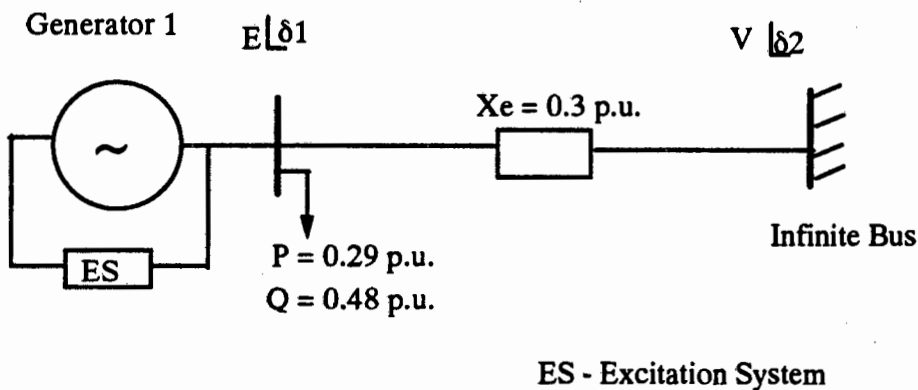 Generator 1
E δ1
V δ2
Xe = 0.3 p.u.
~
ES
P = 0.29 p.u.
Q = 0.48 p.u.
Infinite Bus
ES - Excitation System